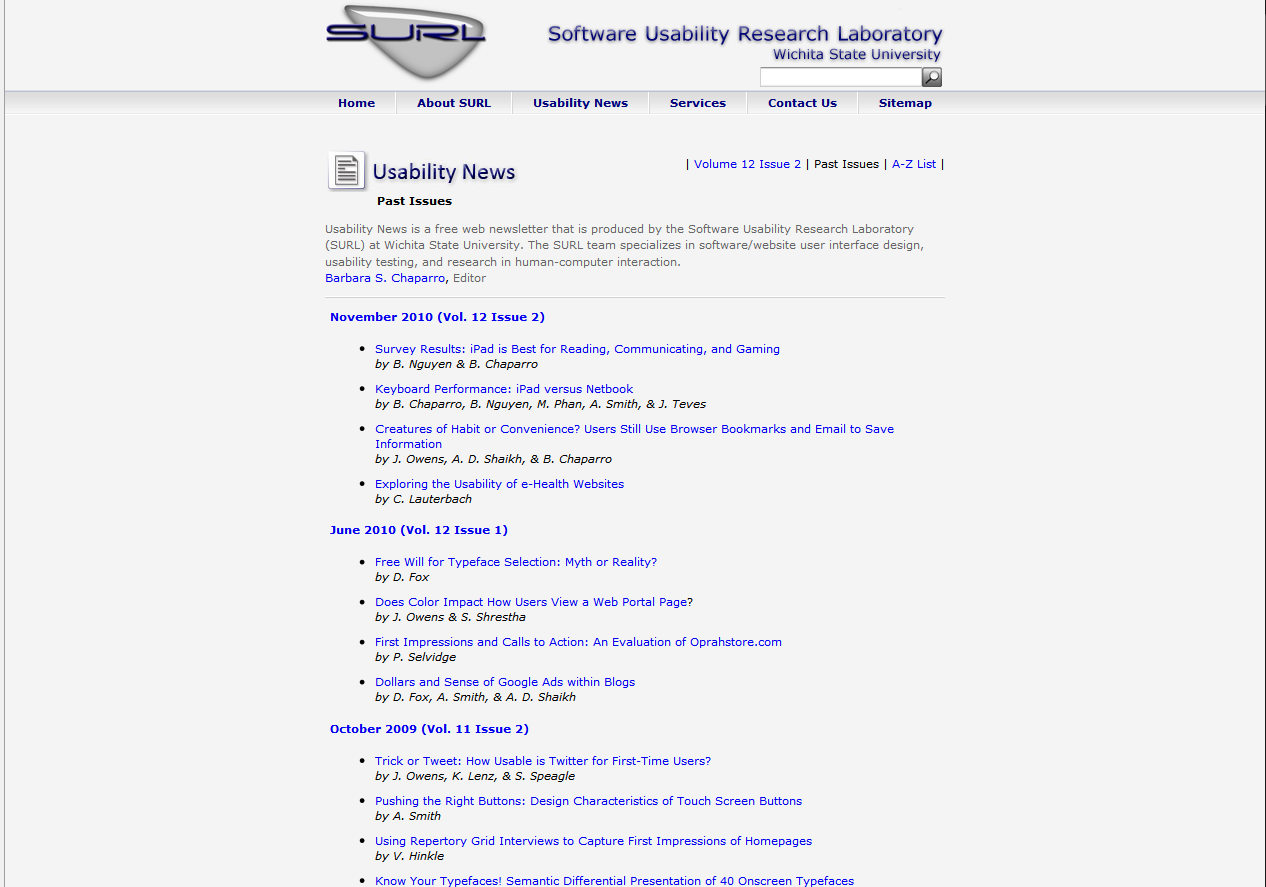 SURL
Software Usability Research Laboratory
Wichita State University
Home
About SURL
Usability News
Services
Contact Us
Sitemap
Usability News
| Volume 12 Issue 2 | Past Issues | A-Z List |
Past Issues
Usability News is a free web newsletter that is produced by the Software Usability Research Laboratory
(SURL) at Wichita State University. The SURL team specializes in software/website user interface design,
usability testing, and research in human-computer interaction.
Barbara S. Chaparro, Editor
November 2010 (Vol. 12 Issue 2)
• Survey Results: iPad is Best for Reading, Communicating, and Gaming
by B. Nguyen & B. Chaparro
• Keyboard Performance: iPad versus Netbook
by B. Chaparro, B. Nguyen, M. Phan, A. Smith, & J. Teves
• Creatures of Habit or Convenience? Users Still Use Browser Bookmarks and Email to Save
Information
by J. Owens, A. D. Shaikh, & B. Chaparro
• Exploring the Usability of e-Health Websites
by C. Lauterbach
June 2010 (Vol. 12 Issue 1)
• Free Will for Typeface Selection: Myth or Reality?
by D. Fox
• Does Color Impact How Users View a Web Portal Page?
by J. Owens & S. Shrestha
• First Impressions and Calls to Action: An Evaluation of Oprahstore.com
by P. Selvidge
• Dollars and Sense of Google Ads within Blogs
by D. Fox, A. Smith, & A. D. Shaikh
October 2009 (Vol. 11 Issue 2)
• Trick or Tweet: How Usable is Twitter for First-Time Users?
by J. Owens, K. Lenz, & S. Speagle
• Pushing the Right Buttons: Design Characteristics of Touch Screen Buttons
by A. Smith
• Using Repertory Grid Interviews to Capture First Impressions of Homepages
by V. Hinkle
• Know Your Typefaces! Semantic Differential Presentation of 40 Onscreen Typefaces